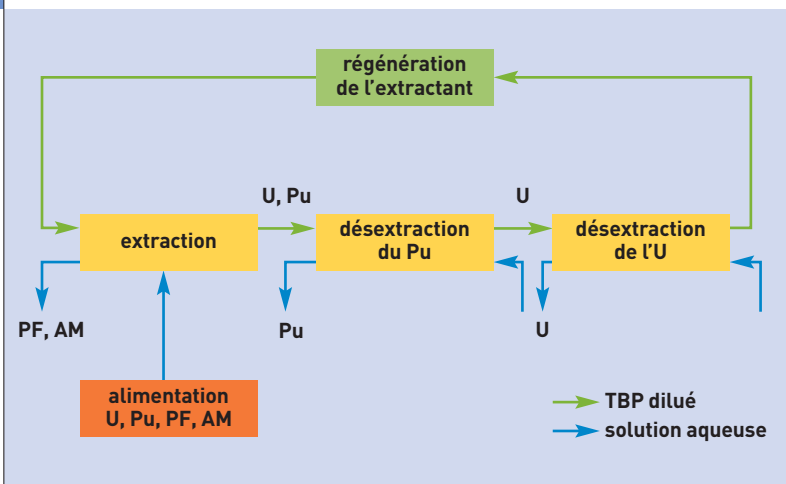 régénération
de l’extractant
U, Pu
U
extraction
désextraction
du Pu
désextraction
de l’U
PF, AM
Pu
U
alimentation
U, Pu, PF, AM
TBP dilué
solution aqueuse